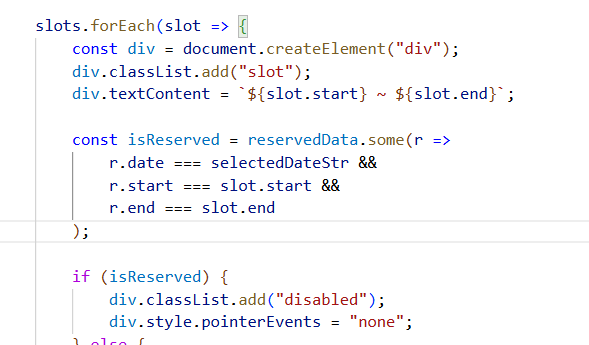 slots.forEach(slot => {
const div = document.createElement("div");
div.classList.add("slot");
div.textContent = `${slot.start} ~ ${slot.end}`;
const isReserved = reservedData.some(r =>
r.date === selectedDateStr &&
r.start === slot.start &&
r.end === slot.end
);
if (isReserved) {
div.classList.add("disabled");
div.style.pointerEvents = "none";
} else {